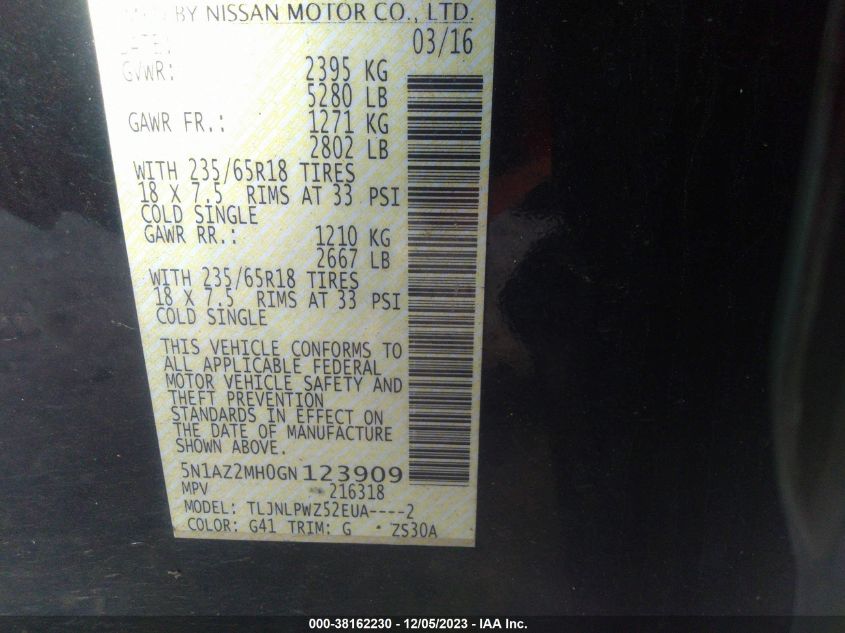 BY NISSAN MOTOR CO., LTD.
DATE: 03/16
GVWR: 2395 KG
5280 LB
GAWR FR.: 1271 KG
2802 LB
WITH 235/65R18 TIRES
18 X 7.5 RIMS AT 33 PSI
COLD SINGLE
GAWR RR.: 1210 KG
2667 LB
WITH 235/65R18 TIRES
18 X 7.5 RIMS AT 33 PSI
COLD SINGLE
THIS VEHICLE CONFORMS TO
ALL APPLICABLE FEDERAL
MOTOR VEHICLE SAFETY AND
THEFT PREVENTION
STANDARDS IN EFFECT ON
THE DATE OF MANUFACTURE
SHOWN ABOVE.
5N1AZ2MH0GN123909
MPV 216318
MODEL: TLJNLPWZ52EUA----2
COLOR: G41 TRIM: G ZS30A
000-38162230 - 12/05/2023 - IAA Inc.